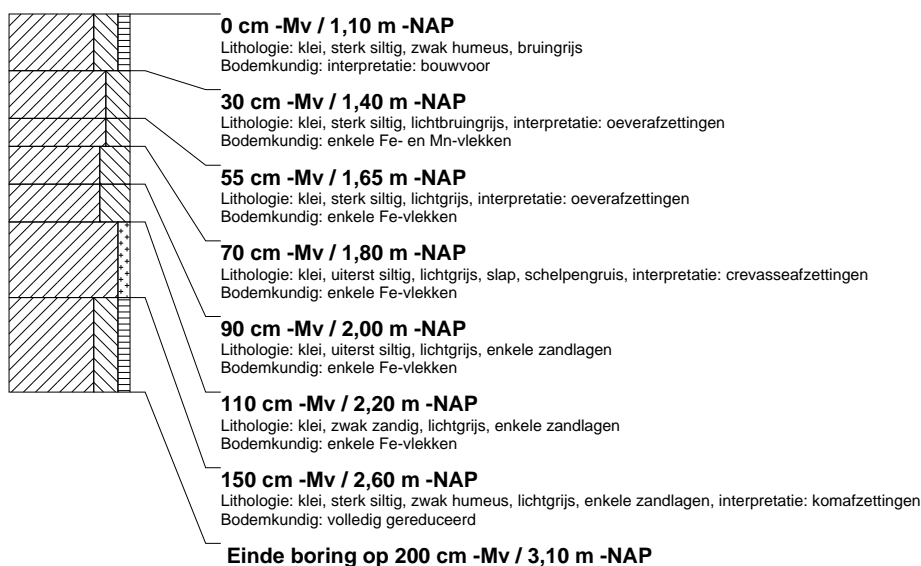 0 cm -Mv / 1,10 m -NAP
Lithologie: klei, sterk siltig, zwak humeus, bruingrijs
Bodemkundig: interpretatie: bouwvoor
30 cm -Mv / 1,40 m -NAP
Lithologie: klei, sterk siltig, lichtbruingrijs, interpretatie: oeverafzettingen
Bodemkundig: enkele Fe- en Mn-vlekken
55 cm -Mv / 1,65 m -NAP
Lithologie: klei, sterk siltig, lichtgrijs, interpretatie: oeverafzettingen
Bodemkundig: enkele Fe-vlekken
70 cm -Mv / 1,80 m -NAP
Lithologie: klei, uiterst siltig, lichtgrijs, slap, schelpengruis, interpretatie: crevasseafzettingen
Bodemkundig: enkele Fe-vlekken
90 cm -Mv / 2,00 m -NAP
Lithologie: klei, uiterst siltig, lichtgrijs, enkele zandlagen
Bodemkundig: enkele Fe-vlekken
110 cm -Mv / 2,20 m -NAP
Lithologie: klei, zwak zandig, lichtgrijs, enkele zandlagen
Bodemkundig: enkele Fe-vlekken
150 cm -Mv / 2,60 m -NAP
Lithologie: klei, sterk siltig, zwak humeus, lichtgrijs, enkele zandlagen, interpretatie: komafzettingen
Bodemkundig: volledig gereduceerd
Einde boring op 200 cm -Mv / 3,10 m -NAP